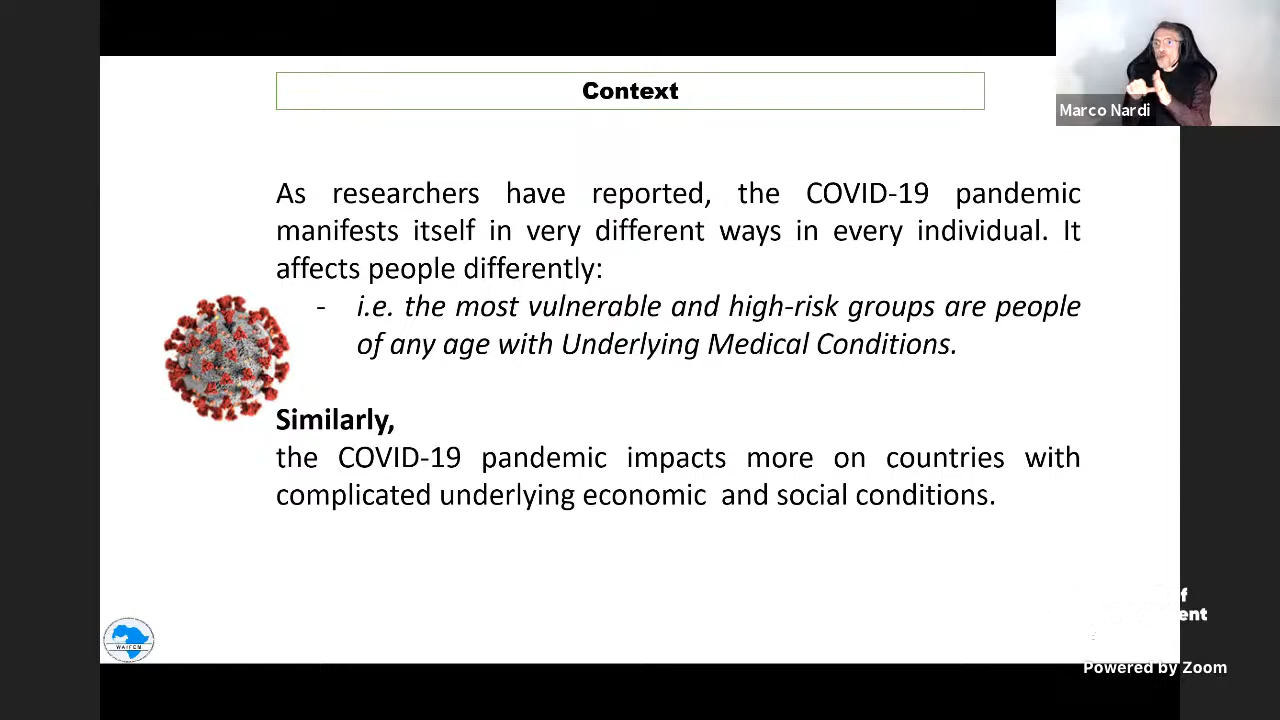 Context
Marco Nardi
As researchers have reported, the COVID-19 pandemic
manifests itself in very different ways in every individual. It
affects people differently:
- i.e. the most vulnerable and high-risk groups are people
of any age with Underlying Medical Conditions.
Similarly,
the COVID-19 pandemic impacts more on countries with
complicated underlying economic and social conditions.
WAIFEM
Powered by Zoom